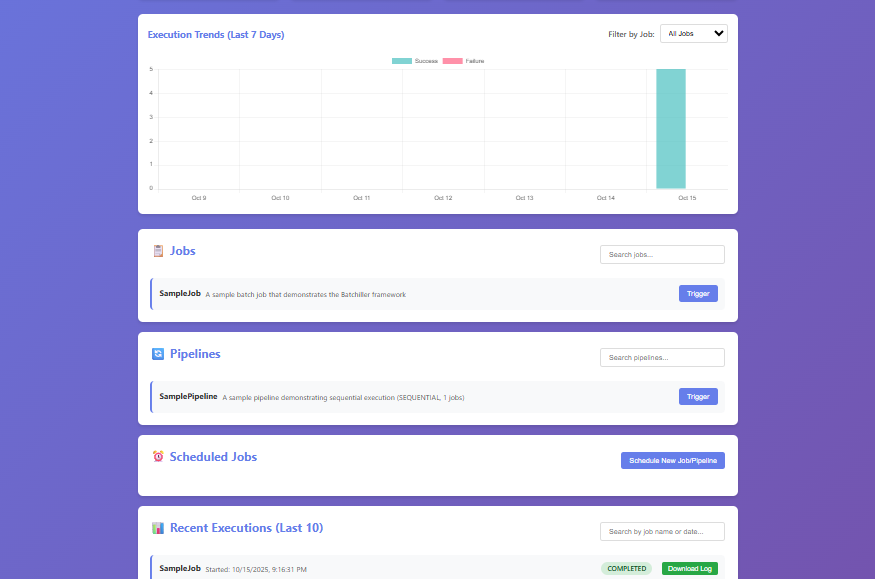 Execution Trends (Last 7 Days)
Filter by Job: All Jobs
Success Failure
5
4
3
2
1
0
Oct 9 Oct 10 Oct 11 Oct 12 Oct 13 Oct 14 Oct 15
Jobs
Search jobs...
SampleJob A sample batch job that demonstrates the Batchiller framework
Trigger
Pipelines
Search pipelines...
SamplePipeline A sample pipeline demonstrating sequential execution (SEQUENTIAL, 1 jobs)
Trigger
Scheduled Jobs
Schedule New Job/Pipeline
Recent Executions (Last 10)
Search by job name or date...
SampleJob Started: 10/15/2025, 9:16:31 PM
COMPLETED
Download Log